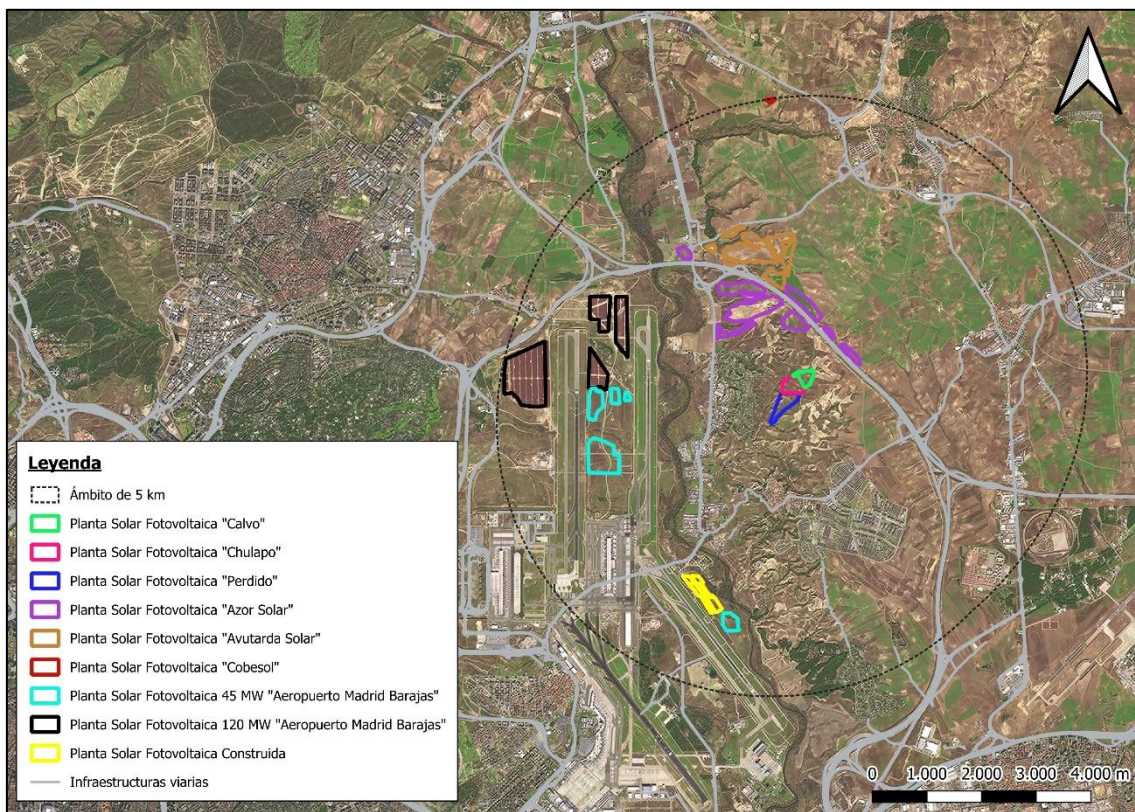 Leyenda
Ámbito de 5 km
Planta Solar Fotovoltaica "Calvo"
Planta Solar Fotovoltaica "Chulapo"
Planta Solar Fotovoltaica "Perdido"
Planta Solar Fotovoltaica "Azor Solar"
Planta Solar Fotovoltaica "Avutarda Solar"
Planta Solar Fotovoltaica "Cobesol"
Planta Solar Fotovoltaica 45 MW "Aeropuerto Madrid Barajas"
Planta Solar Fotovoltaica 120 MW "Aeropuerto Madrid Barajas"
Planta Solar Fotovoltaica Construida
Infraestructuras viarias
0 1.000 2.000 3.000 4.000 m